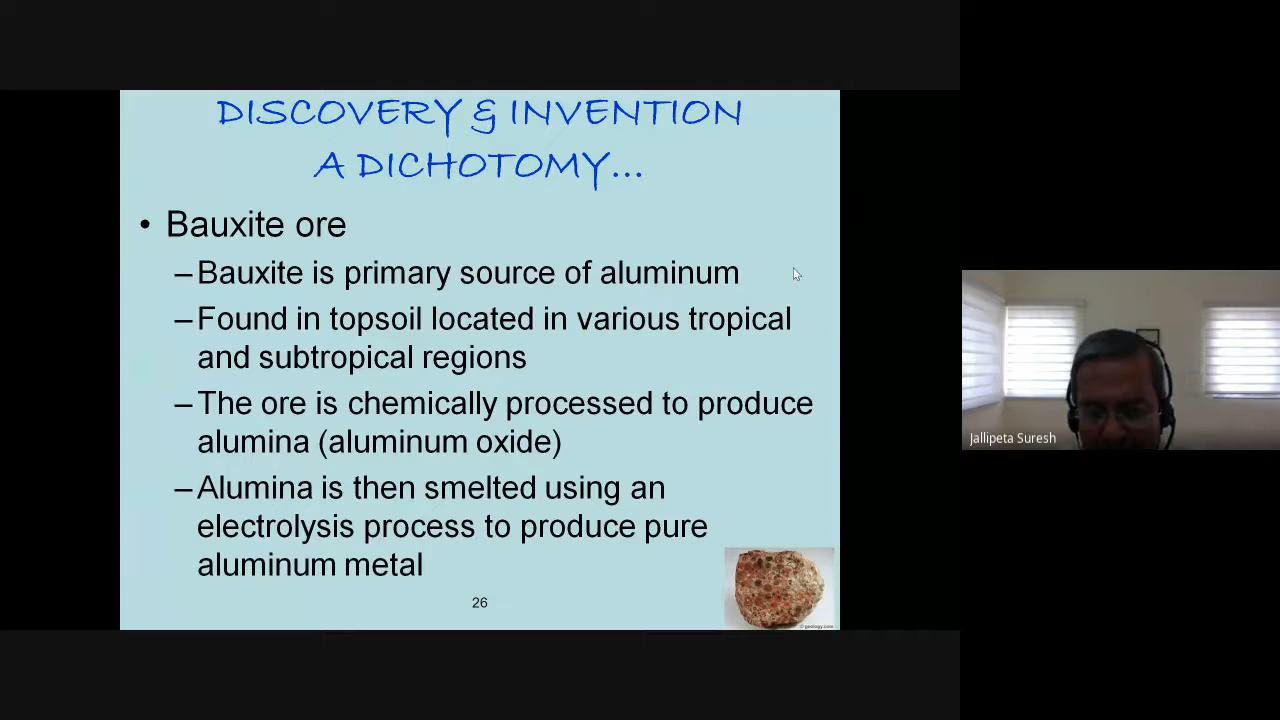 DISCOVERY & INVENTION
A DICHOTOMY...
• Bauxite ore
–Bauxite is primary source of aluminum
–Found in topsoil located in various tropical
and subtropical regions
–The ore is chemically processed to produce
alumina (aluminum oxide)
–Alumina is then smelted using an
electrolysis process to produce pure
aluminum metal
26
© geology.com
Jallipeta Suresh